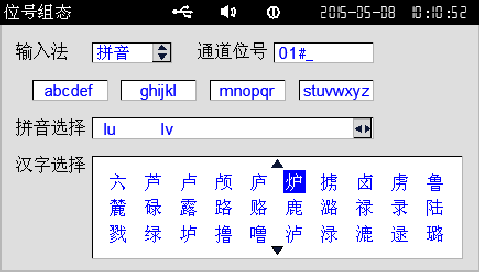 位号组态 2015-05-08 10:10:52
输入法 拼音 通道位号 01#_
abcdef ghijkl mnopqr stuvwxyz
拼音选择 lu lv
汉字选择
六 芦 卢 颅 庐 炉 掳 卤 虏 鲁
麓 碌 露 路 赂 鹿 潞 禄 录 陆
戮 绿 垆 撸 噜 泸 渌 漉 逯 璐